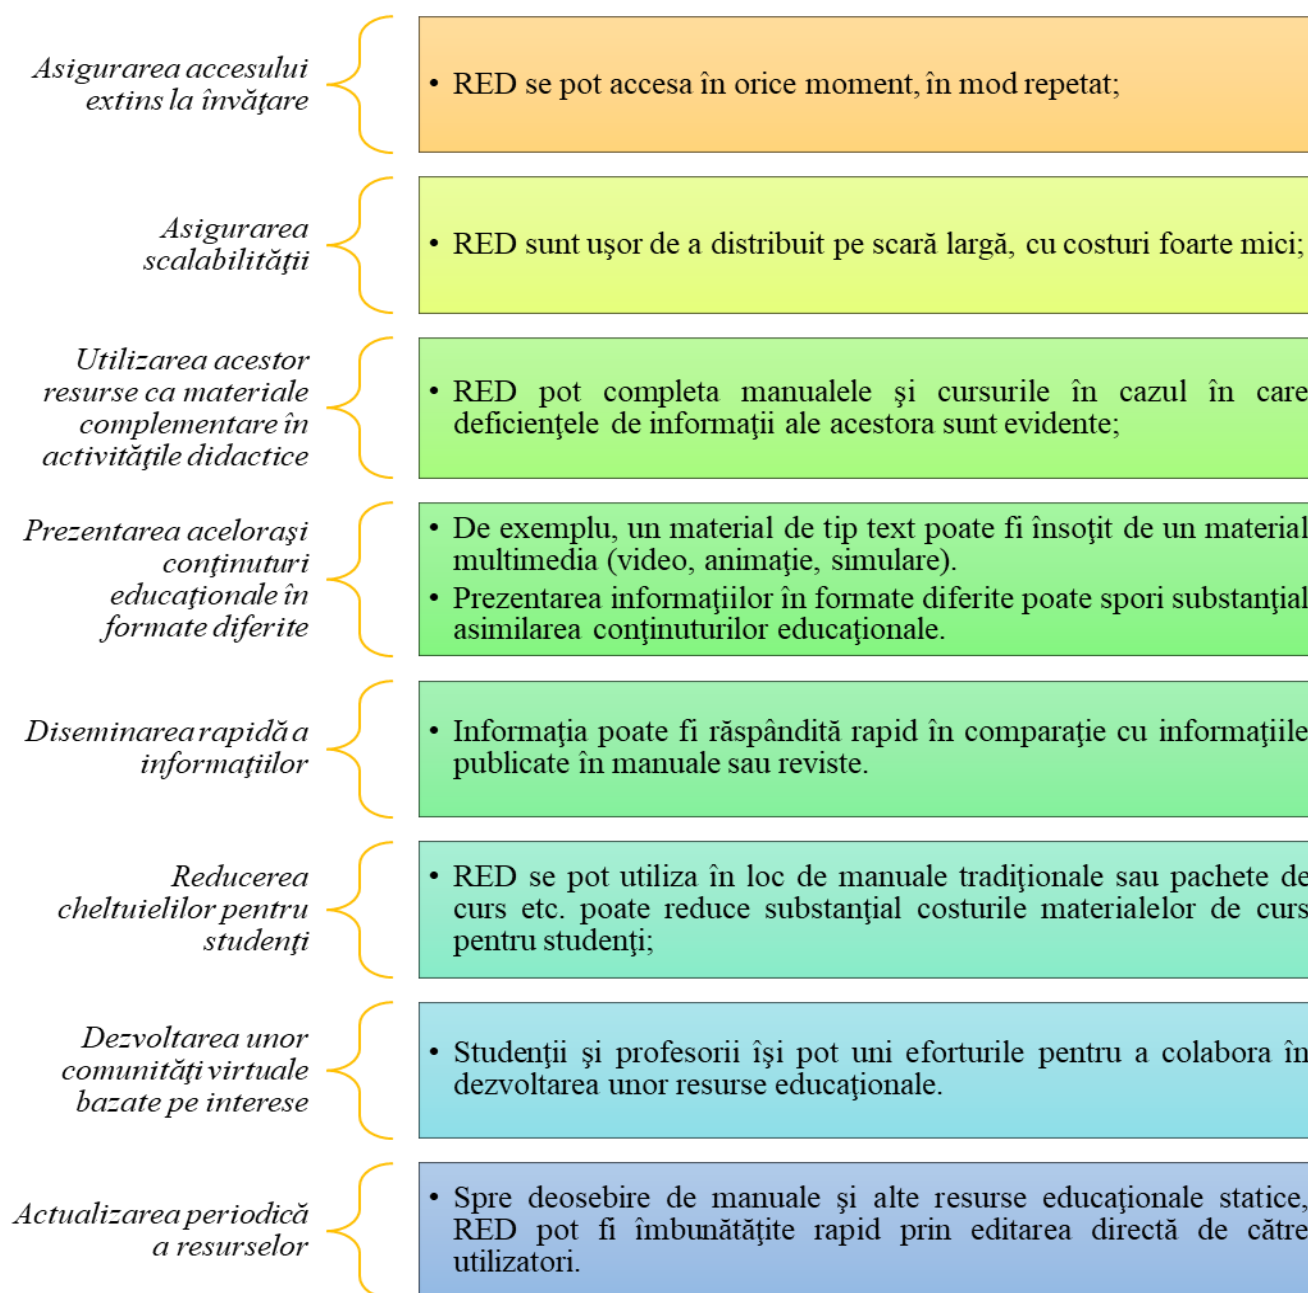 Asigurarea accesului
extins la învăţare
• RED se pot accesa în orice moment, în mod repetat;
Asigurarea
scalabilităţii
• RED sunt uşor de a distribuit pe scară largă, cu costuri foarte mici;
Utilizarea acestor
resurse ca materiale
complementare în
activităţile didactice
• RED pot completa manualele şi cursurile în cazul în care
deficienţele de informaţii ale acestora sunt evidente;
Prezentarea aceloraşi
conţinuturi
educaţionale în
formate diferite
• De exemplu, un material de tip text poate fi însoţit de un material
multimedia (video, animaţie, simulare).
• Prezentarea informaţiilor în formate diferite poate spori substanţial
asimilarea conţinuturilor educaţionale.
Diseminarea rapidă a
informaţiilor
• Informaţia poate fi răspândită rapid în comparaţie cu informaţiile
publicate în manuale sau reviste.
Reducerea
cheltuielilor pentru
studenţi
• RED se pot utiliza în loc de manuale tradiţionale sau pachete de
curs etc. poate reduce substanţial costurile materialelor de curs
pentru studenţi;
Dezvoltarea unor
comunităţi virtuale
bazate pe interese
• Studenţii şi profesorii îşi pot uni eforturile pentru a colabora în
dezvoltarea unor resurse educaţionale.
Actualizarea periodică
a resurselor
• Spre deosebire de manuale şi alte resurse educaţionale statice,
RED pot fi îmbunătăţite rapid prin editarea directă de către
utilizatori.